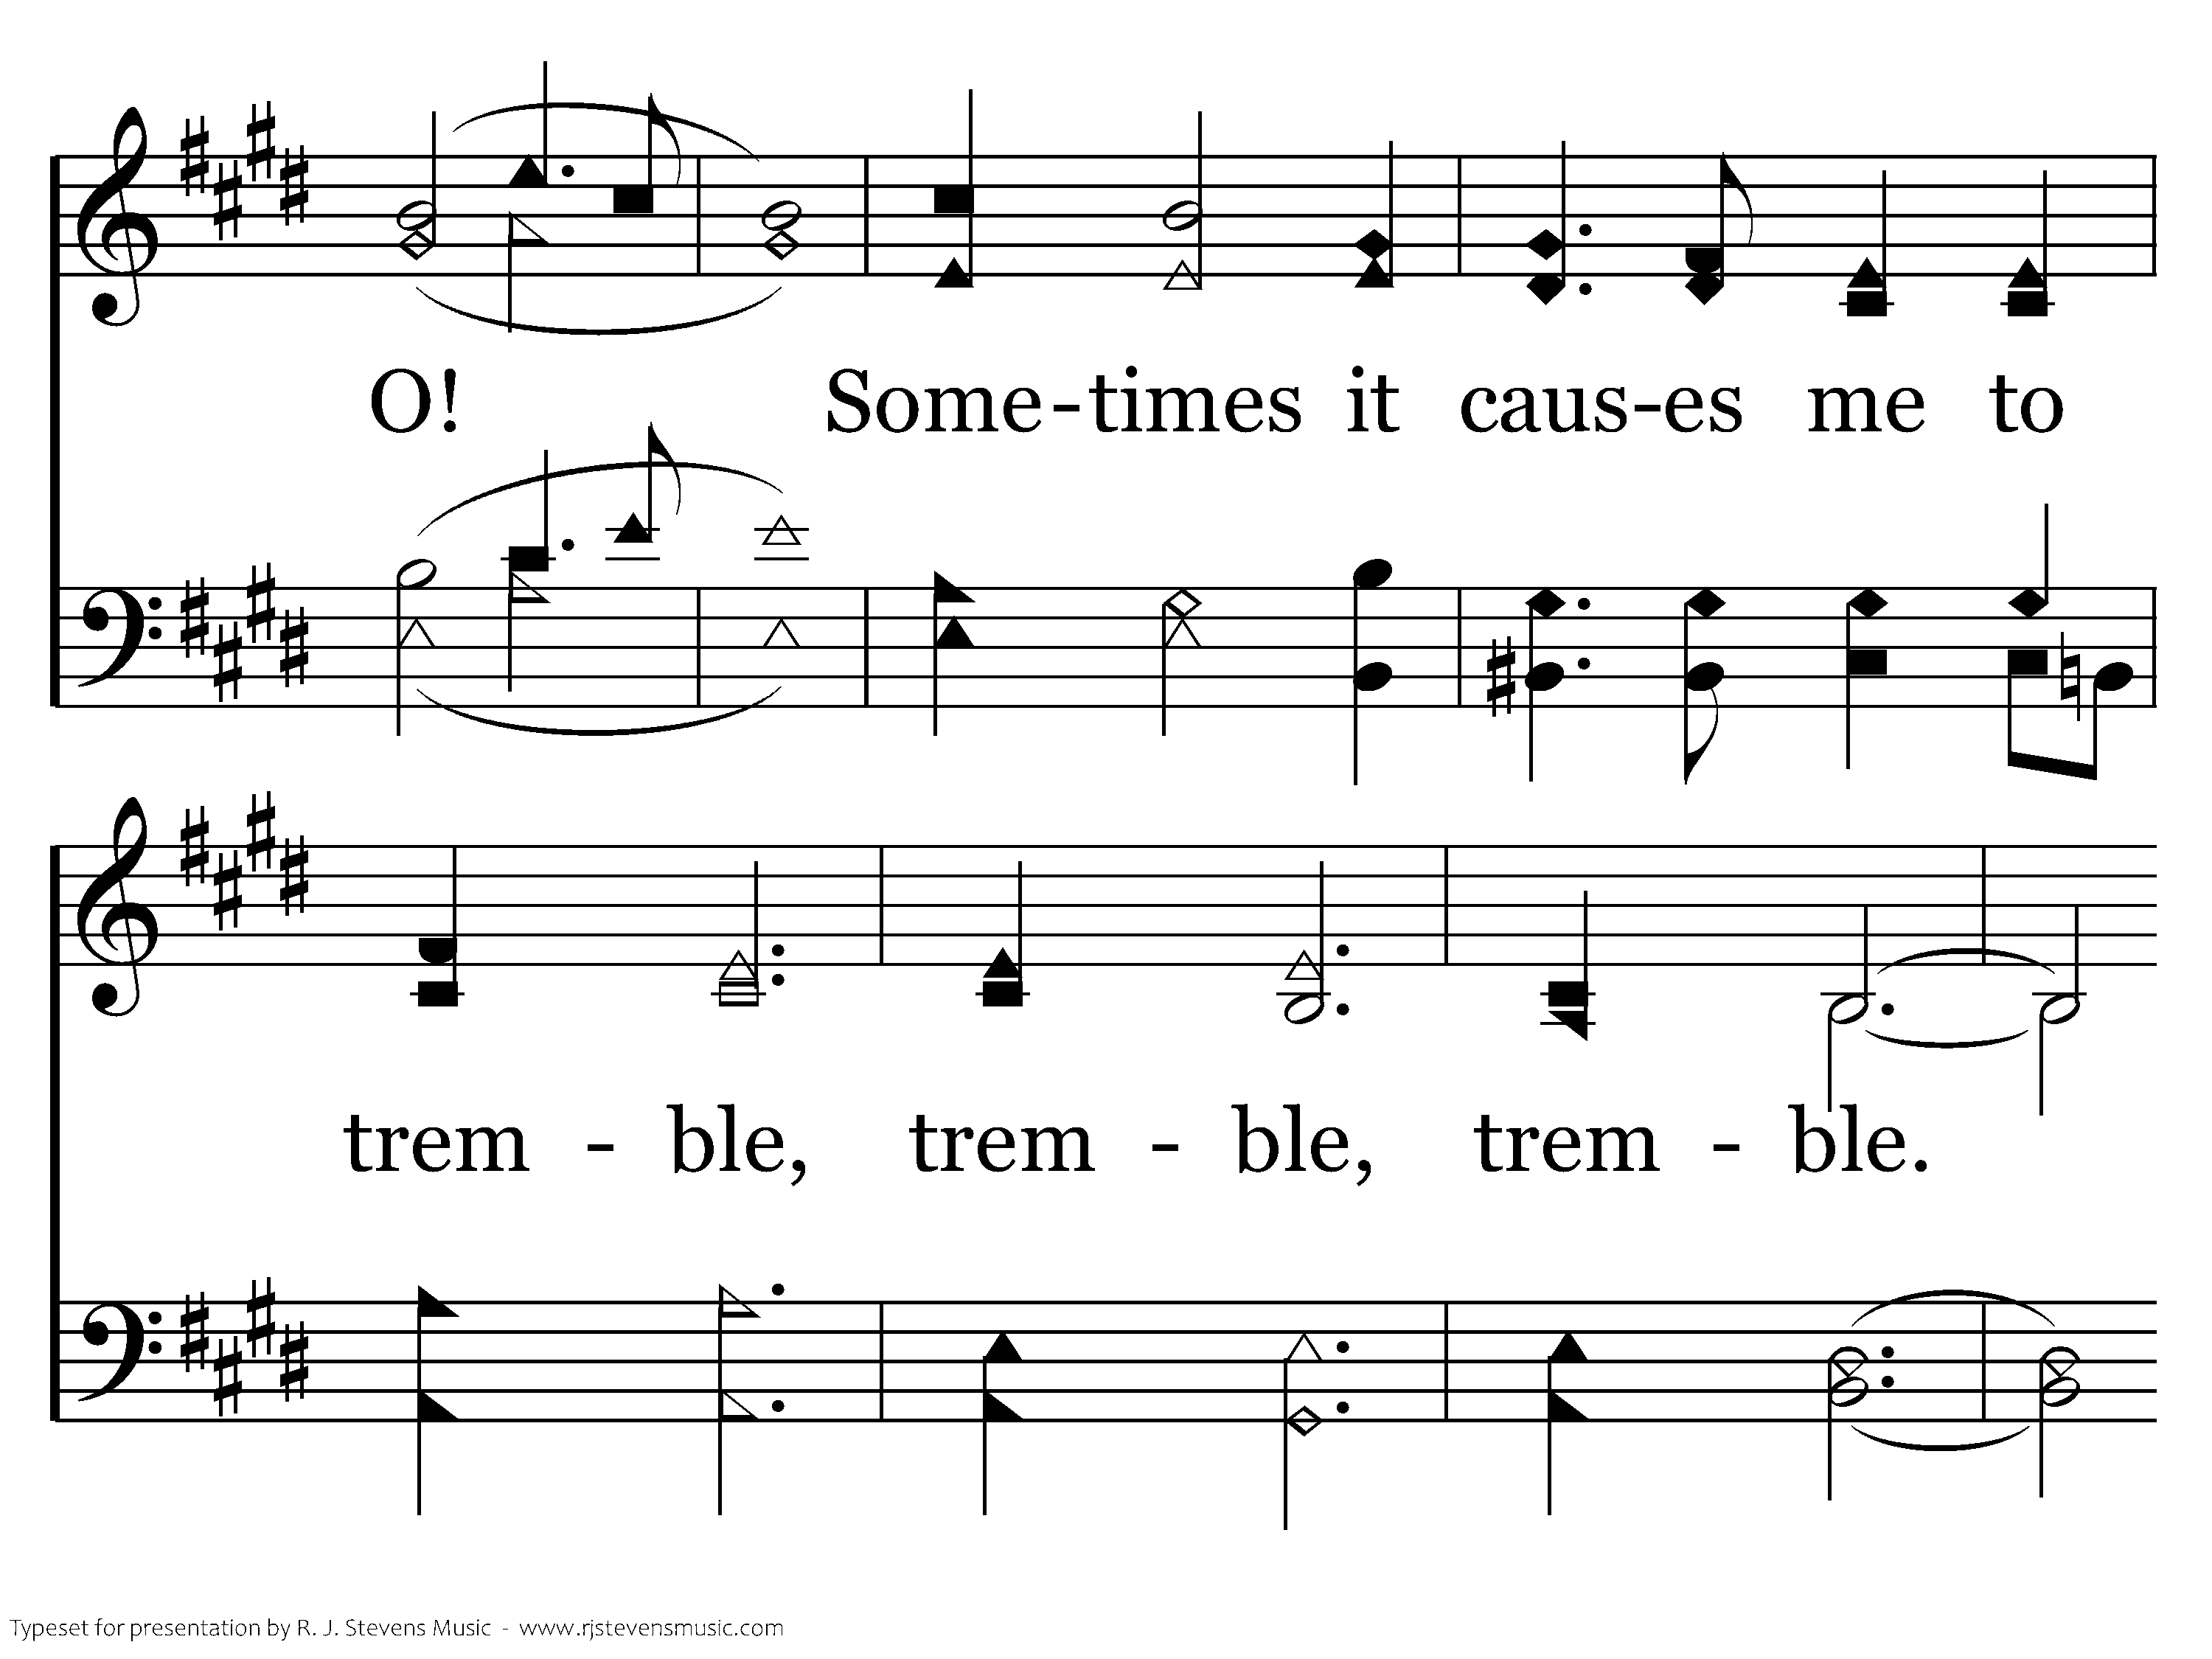 O! Some-times it caus-es me to
trem - ble, trem - ble, trem - ble.
Typeset for presentation by R. J. Stevens Music - www.rjstevensmusic.com